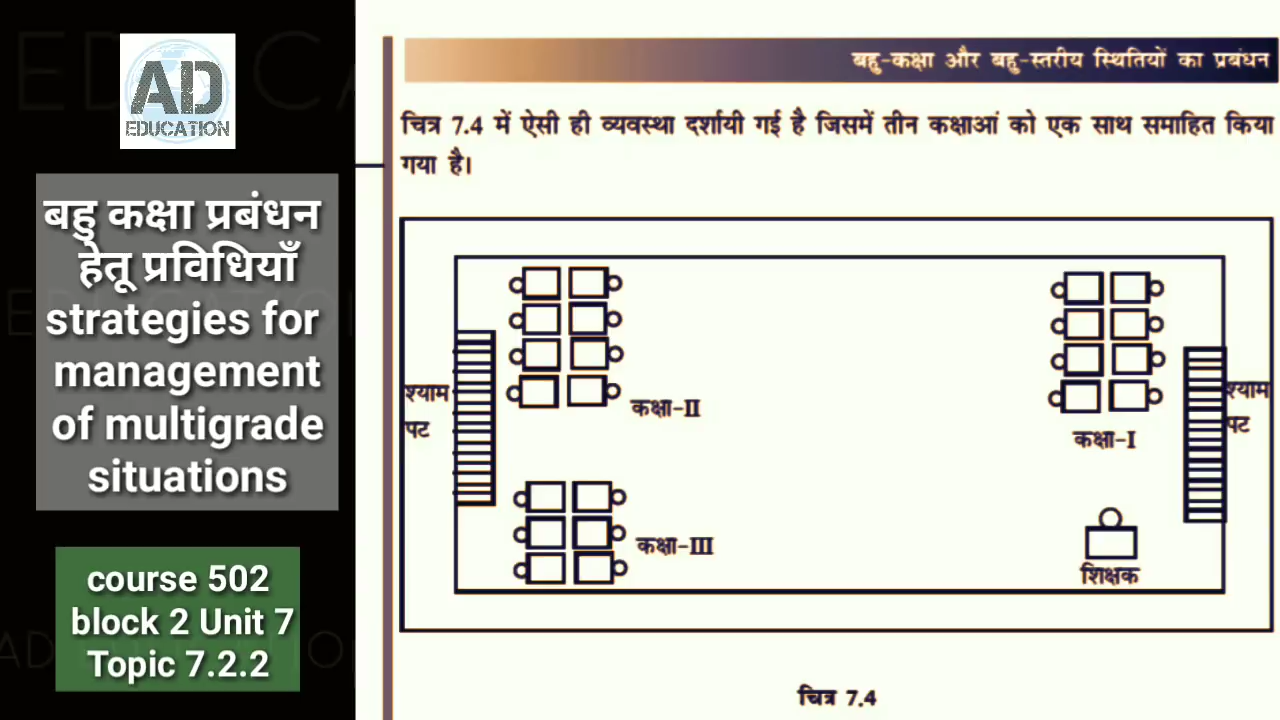 AD
EDUCATION
बहु कक्षा प्रबंधन
हेतू प्रविधियाँ
strategies for
management
of multigrade
situations
course 502
block 2 Unit 7
Topic 7.2.2
बहु-कक्षा और बहु-स्तरीय स्थितियों का प्रबंधन
चित्र 7.4 में ऐसी ही व्यवस्था दर्शायी गई है जिसमें तीन कक्षाओं को एक साथ समाहित किया
गया है।
श्याम
पट
कक्षा-II
कक्षा-III
कक्षा-I
श्याम
पट
शिक्षक
चित्र 7.4